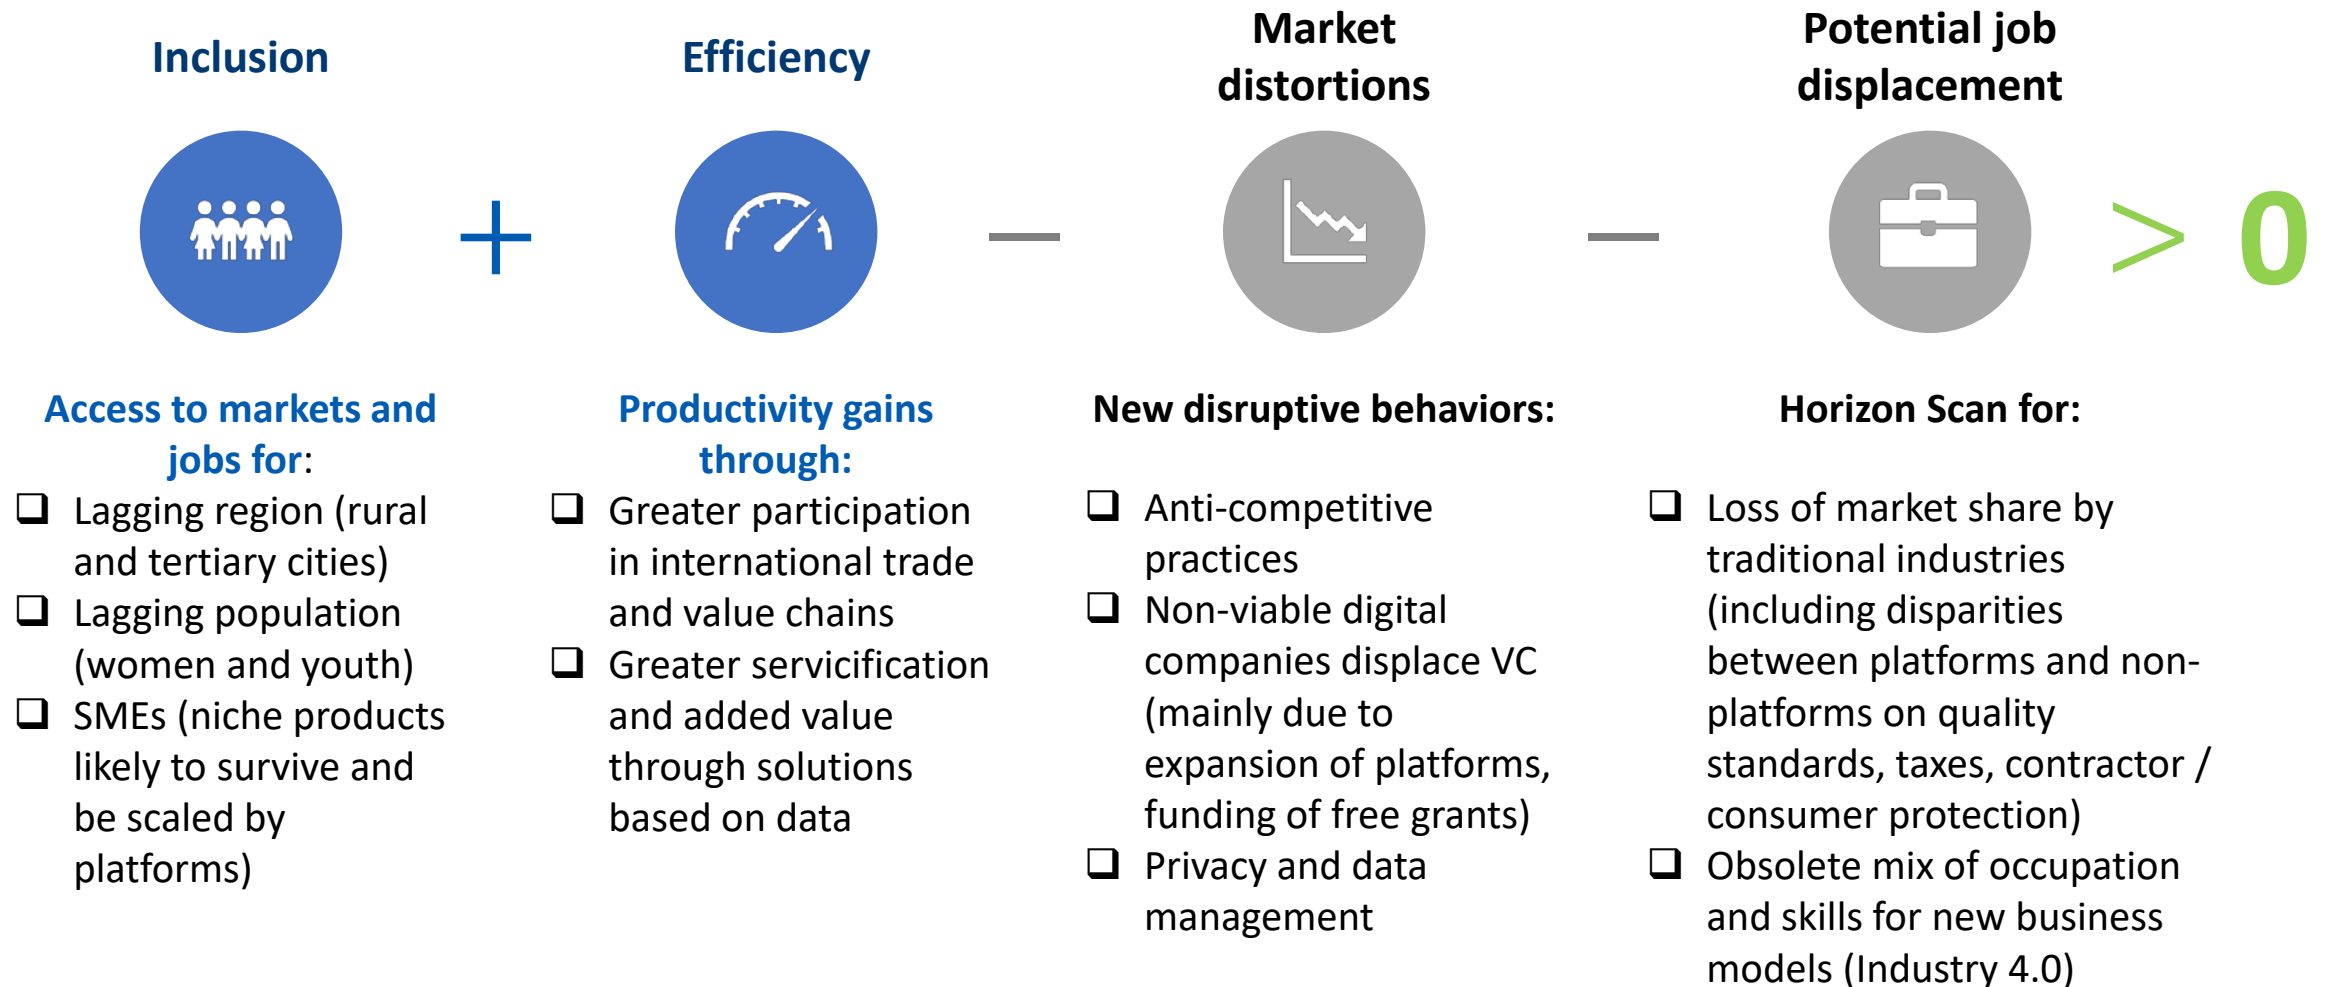 Inclusion
Efficiency
Market
distortions
Potential job
displacement
+
—
—
> 0
Access to markets and
jobs for:
❑ Lagging region (rural
and tertiary cities)
❑ Lagging population
(women and youth)
❑ SMEs (niche products
likely to survive and
be scaled by
platforms)
Productivity gains
through:
❑ Greater participation
in international trade
and value chains
❑ Greater servicification
and added value
through solutions
based on data
New disruptive behaviors:
❑ Anti-competitive
practices
❑ Non-viable digital
companies displace VC
(mainly due to
expansion of platforms,
funding of free grants)
❑ Privacy and data
management
Horizon Scan for:
❑ Loss of market share by
traditional industries
(including disparities
between platforms and non-
platforms on quality
standards, taxes, contractor /
consumer protection)
❑ Obsolete mix of occupation
and skills for new business
models (Industry 4.0)